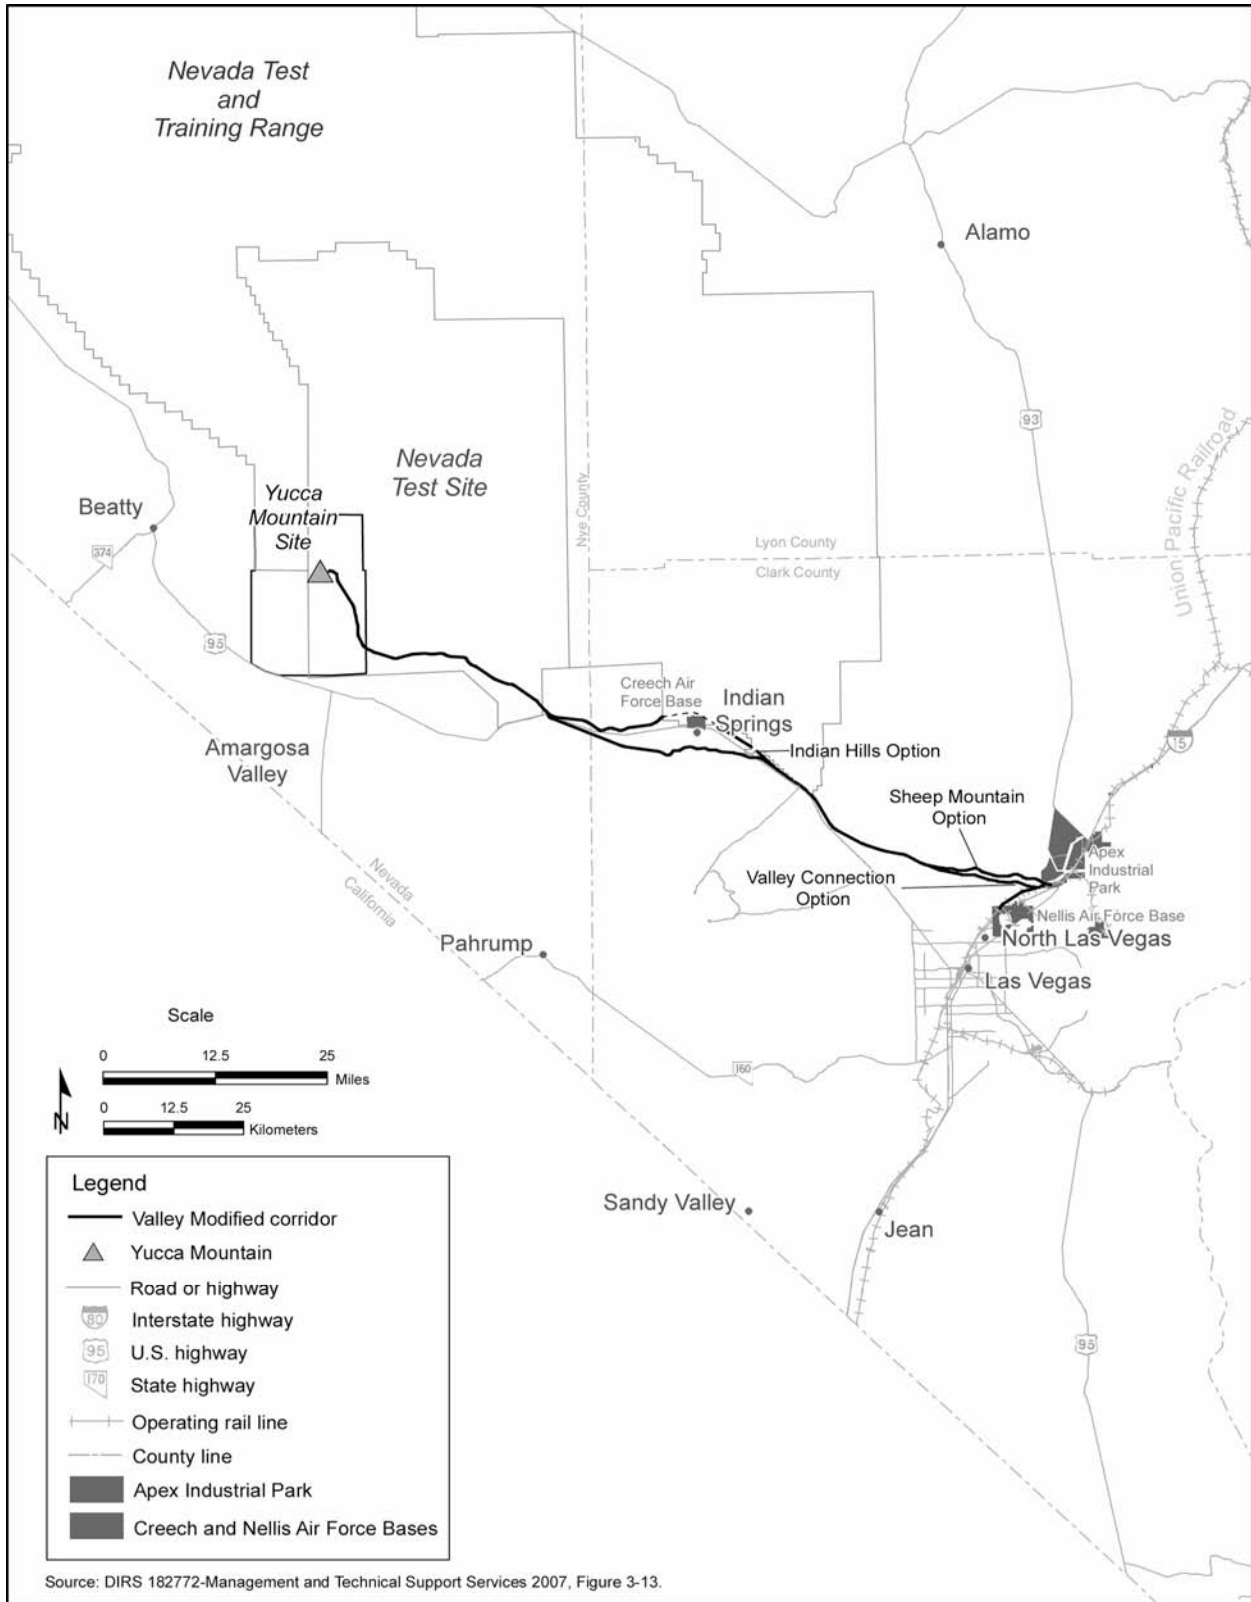 Nevada Test
and
Training Range
Alamo
93
Union Pacific Railroad
Nevada
Test Site
Yucca
Mountain
Site
Beatty
374
95
Nye County
Lyon County
Clark County
Creech Air
Force Base
Indian
Springs
Indian Hills Option
15
Amargosa
Valley
Sheep Mountain
Option
Valley Connection
Option
Apex
Industrial
Park
Nellis Air Force Base
North Las Vegas
Las Vegas
Nevada
California
Pahrump
160
Scale
0 12.5 25
Miles
0 12.5 25
Kilometers
N
Sandy Valley
Jean
95
Legend
Valley Modified corridor
Yucca Mountain
Road or highway
80 Interstate highway
95 U.S. highway
170 State highway
Operating rail line
County line
Apex Industrial Park
Creech and Nellis Air Force Bases
Source: DIRS 182772-Management and Technical Support Services 2007, Figure 3-13.